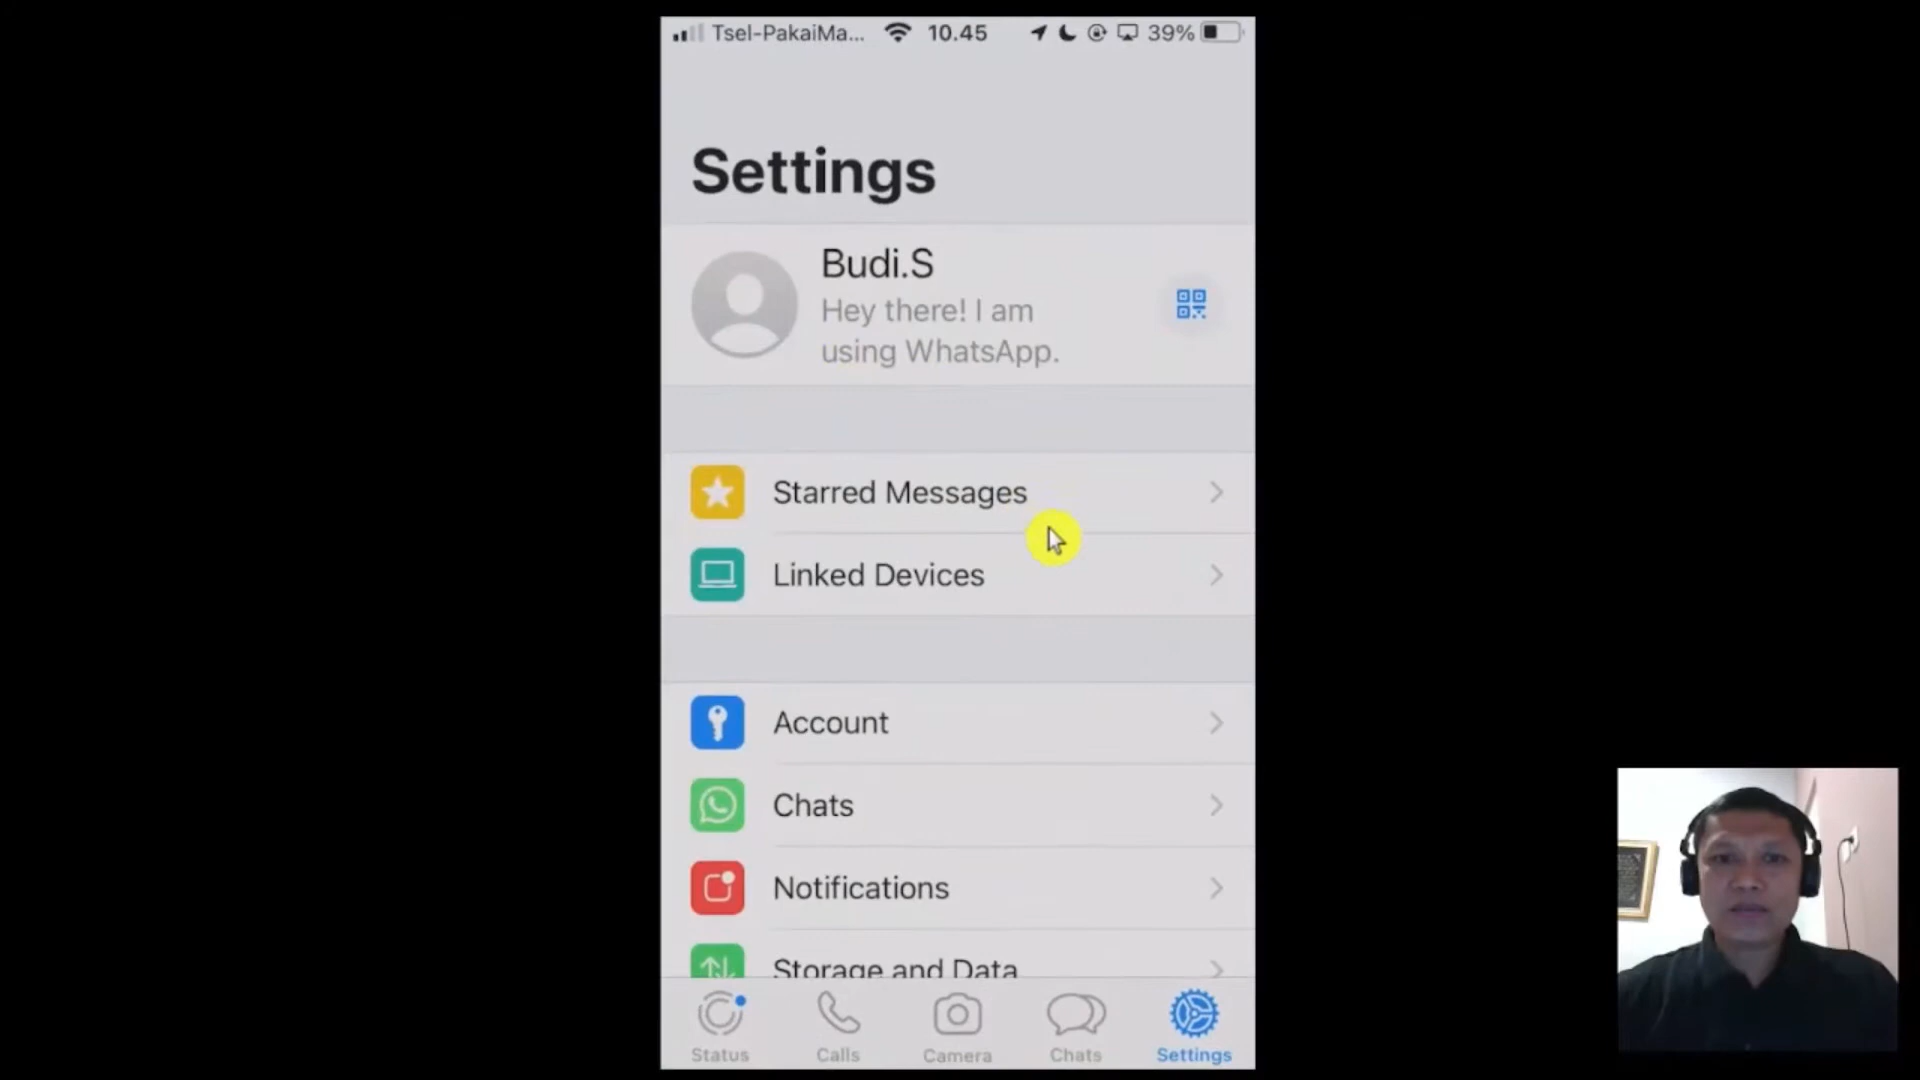 Tsel-PakaiMa... 10.45 39%
Settings
Budi.S
Hey there! I am
using WhatsApp.
Starred Messages
Linked Devices
Account
Chats
Notifications
Storage and Data
Status Calls Camera Chats Settings